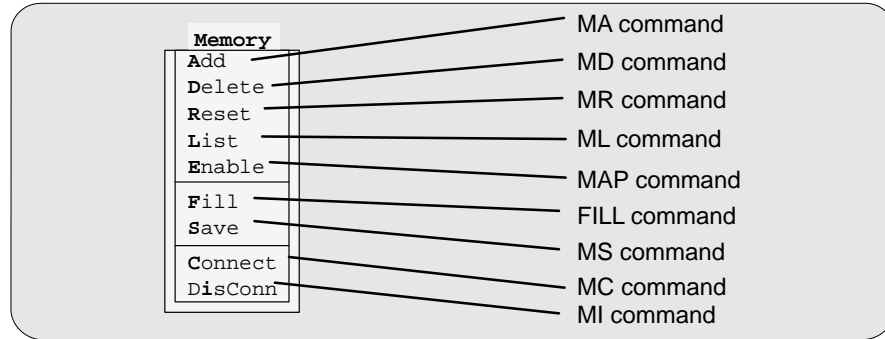 Memory
Add MA command
Delete MD command
Reset MR command
List ML command
Enable MAP command
Fill FILL command
Save MS command
Connect MC command
DisConn MI command